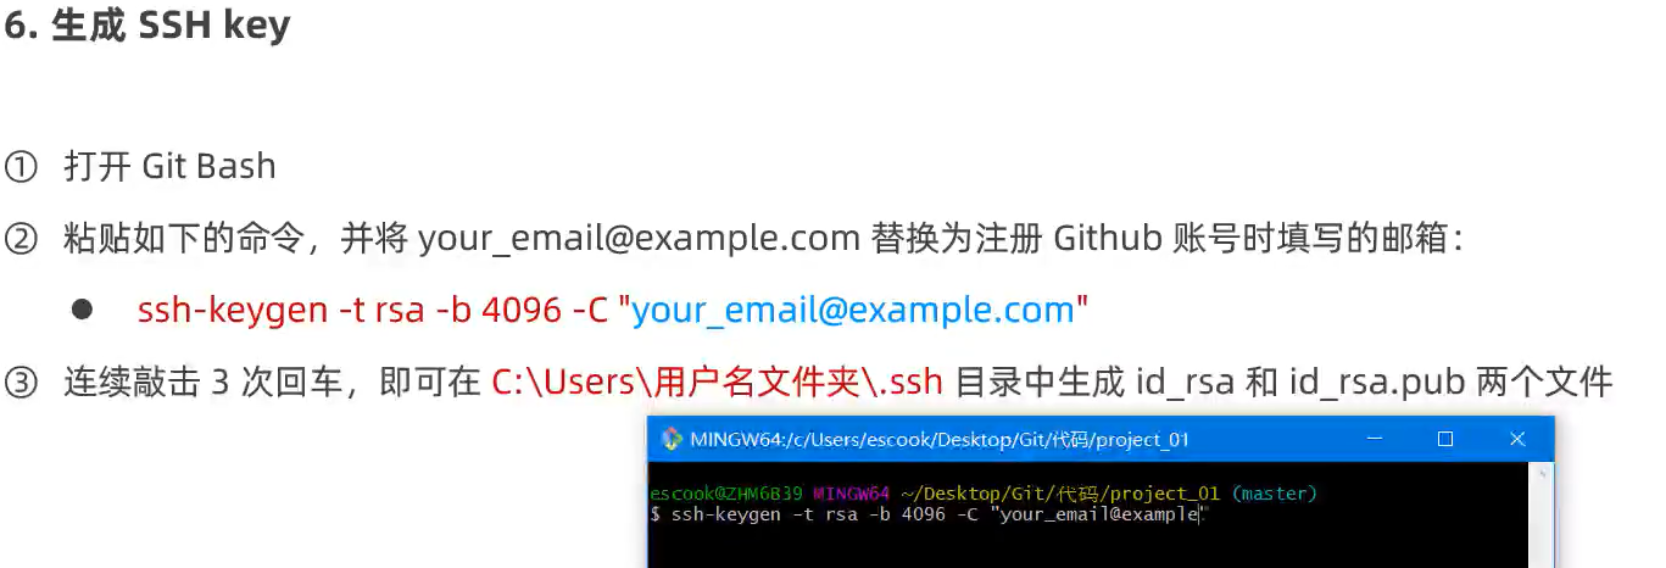 6. 生成 SSH key
① 打开 Git Bash
② 粘贴如下的命令，并将 your_email@example.com 替换为注册 Github 账号时填写的邮箱：
● ssh-keygen -t rsa -b 4096 -C "your_email@example.com"
③ 连续敲击 3 次回车，即可在 C:\Users\用户名文件夹\.ssh 目录中生成 id_rsa 和 id_rsa.pub 两个文件
MINGW64:/c/Users/escook/Desktop/Git/代码/project_01
escook@ZHM6839 MINGW64 ~/Desktop/Git/代码/project_01 (master)
$ ssh-keygen -t rsa -b 4096 -C "your_email@example"